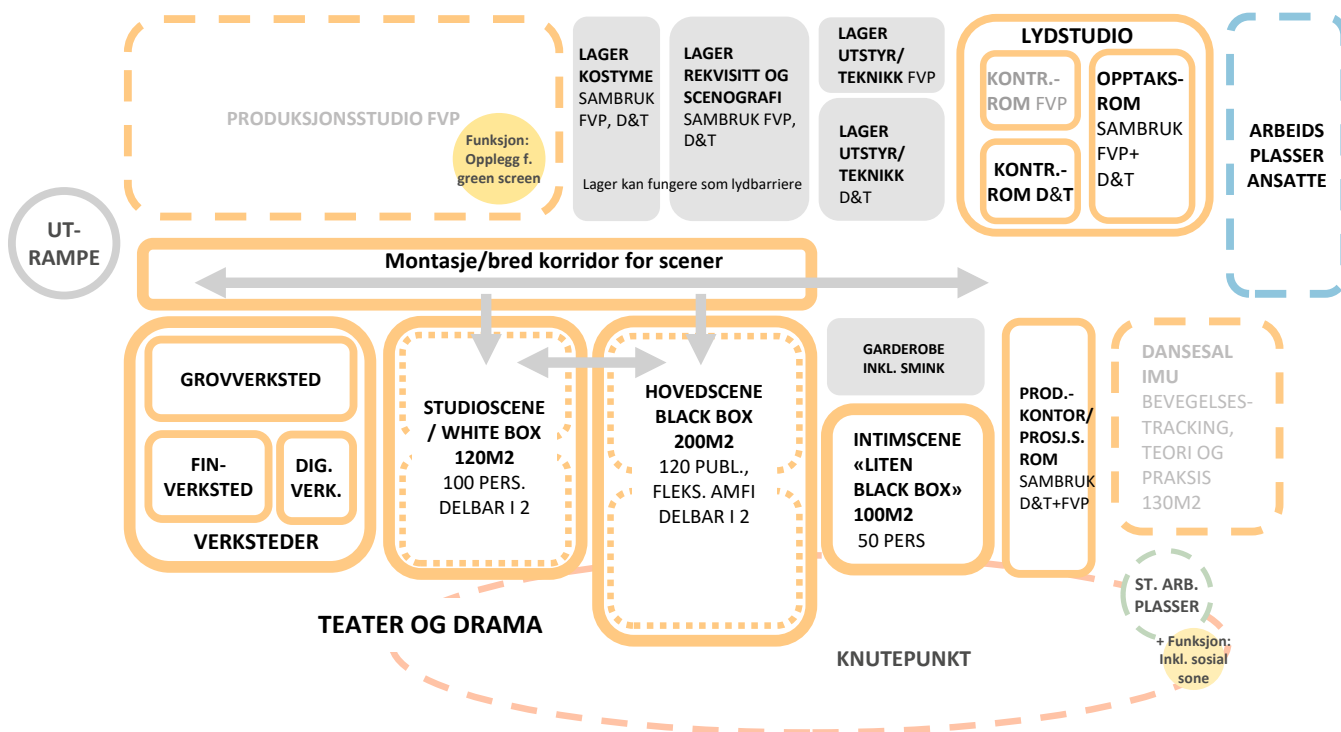 PRODUKSJONSSTUDIO FVP
Funksjon:
Opplegg f.
green screen
LAGER
KOSTYME
SAMBRUK
FVP, D&T
LAGER
REKVISITT OG
SCENOGRAFI
SAMBRUK FVP,
D&T
Lager kan fungere som lydbarriere
LAGER
UTSTYR/
TEKNIKK FVP
LAGER
UTSTYR/
TEKNIKK
D&T
LYDSTUDIO
KONTR.-
ROM FVP
KONTR.-
ROM D&T
OPPTAKS-
ROM
SAMBRUK
FVP+
D&T
ARBEIDS
PLASSER
ANSATTE
UT-
RAMPE
Montasje/bred korridor for scener
GROVVERKSTED
FIN-
VERKSTED
DIG.
VERK.
VERKSTEDER
STUDIOSCENE
/ WHITE BOX
120M2
100 PERS.
DELBAR I 2
HOVEDSCENE
BLACK BOX
200M2
120 PUBL.,
FLEKS. AMFI
DELBAR I 2
GARDEROBE
INKL. SMINK
INTIMSCENE
«LITEN
BLACK BOX»
100M2
50 PERS
PROD.-
KONTOR/
PROSJ.S.
ROM
SAMBRUK
D&T+FVP
DANSESAL
IMU
BEVEGELSES-
TRACKING,
TEORI OG
PRAKSIS
130M2
ST. ARB.
PLASSER
+ Funksjon:
Inkl. sosial
sone
TEATER OG DRAMA
KNUTEPUNKT